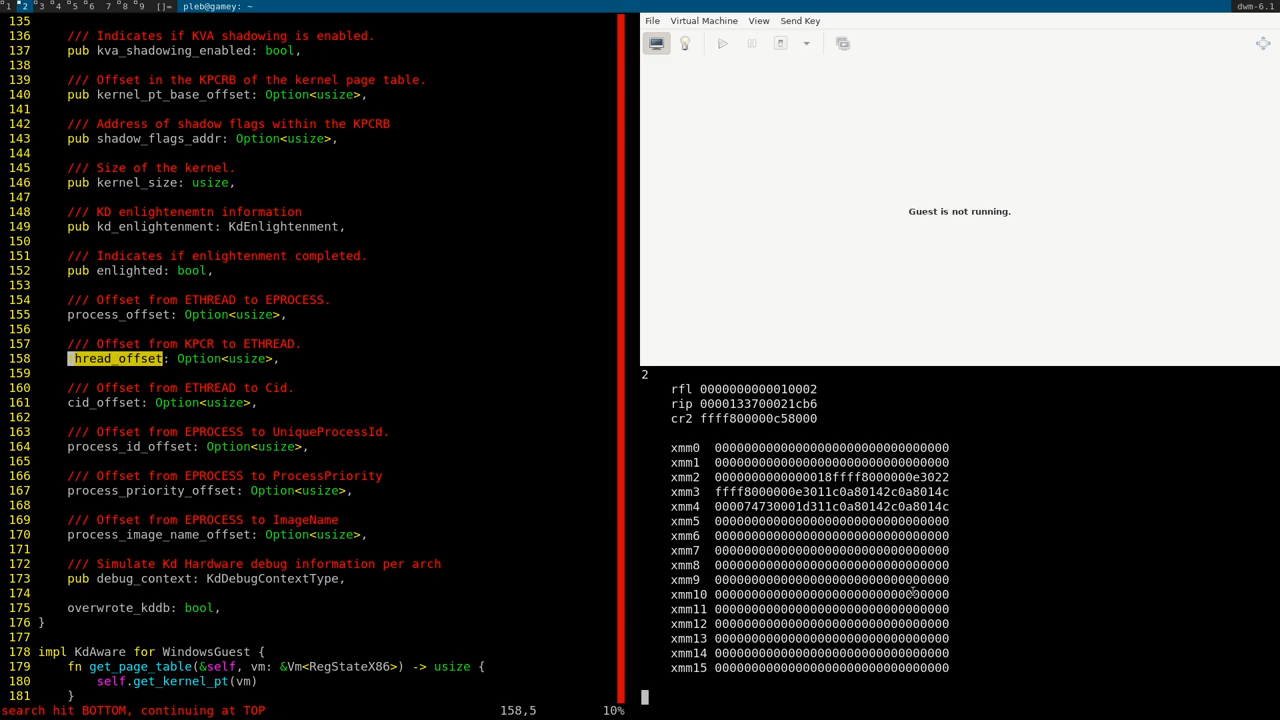 1 2 3 4 5 6 7 8 9 []= pleb@gamey: ~ dwm-6.1
135
136 /// Indicates if KVA shadowing is enabled.
137 pub kva_shadowing_enabled: bool,
138
139 /// Offset in the KPCRB of the kernel page table.
140 pub kernel_pt_base_offset: Option<usize>,
141
142 /// Address of shadow flags within the KPCRB
143 pub shadow_flags_addr: Option<usize>,
144
145 /// Size of the kernel.
146 pub kernel_size: usize,
147
148 /// KD enlightenemtn information
149 pub kd_enlightenment: KdEnlightenment,
150
151 /// Indicates if enlightenment completed.
152 pub enlighted: bool,
153
154 /// Offset from ETHREAD to EPROCESS.
155 process_offset: Option<usize>,
156
157 /// Offset from KPCR to ETHREAD.
158 thread_offset: Option<usize>,
159
160 /// Offset from ETHREAD to Cid.
161 cid_offset: Option<usize>,
162
163 /// Offset from EPROCESS to UniqueProcessId.
164 process_id_offset: Option<usize>,
165
166 /// Offset from EPROCESS to ProcessPriority
167 process_priority_offset: Option<usize>,
168
169 /// Offset from EPROCESS to ImageName
170 process_image_name_offset: Option<usize>,
171
172 /// Simulate Kd Hardware debug information per arch
173 pub debug_context: KdDebugContextType,
174
175 overwrote_kddb: bool,
176 }
177
178 impl KdAware for WindowsGuest {
179 fn get_page_table(&self, vm: &Vm<RegStateX86>) -> usize {
180 self.get_kernel_pt(vm)
181 }
search hit BOTTOM, continuing at TOP 158,5 10%
File Virtual Machine View Send Key
Guest is not running.
2
rfl 0000000000010002
rip 0000133700021cb6
cr2 ffff800000c58000
xmm0 00000000000000000000000000000000
xmm1 00000000000000000000000000000000
xmm2 0000000000000018ffff8000000e3022
xmm3 ffff8000000e3011c0a80142c0a8014c
xmm4 000074730001d311c0a80142c0a8014c
xmm5 00000000000000000000000000000000
xmm6 00000000000000000000000000000000
xmm7 00000000000000000000000000000000
xmm8 00000000000000000000000000000000
xmm9 00000000000000000000000000000000
xmm10 00000000000000000000000000000000
xmm11 00000000000000000000000000000000
xmm12 00000000000000000000000000000000
xmm13 00000000000000000000000000000000
xmm14 00000000000000000000000000000000
xmm15 00000000000000000000000000000000